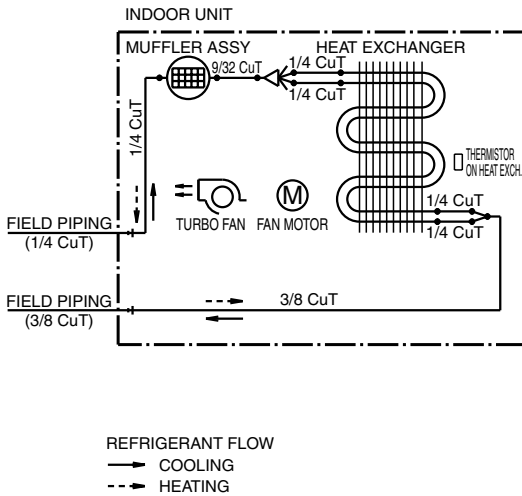 INDOOR UNIT
MUFFLER ASSY
HEAT EXCHANGER
9/32 CuT
1/4 CuT
1/4 CuT
1/4 CuT
THERMISTOR
ON HEAT EXCH.
M
TURBO FAN
FAN MOTOR
1/4 CuT
1/4 CuT
FIELD PIPING
(1/4 CuT)
FIELD PIPING
(3/8 CuT)
3/8 CuT
REFRIGERANT FLOW
COOLING
HEATING